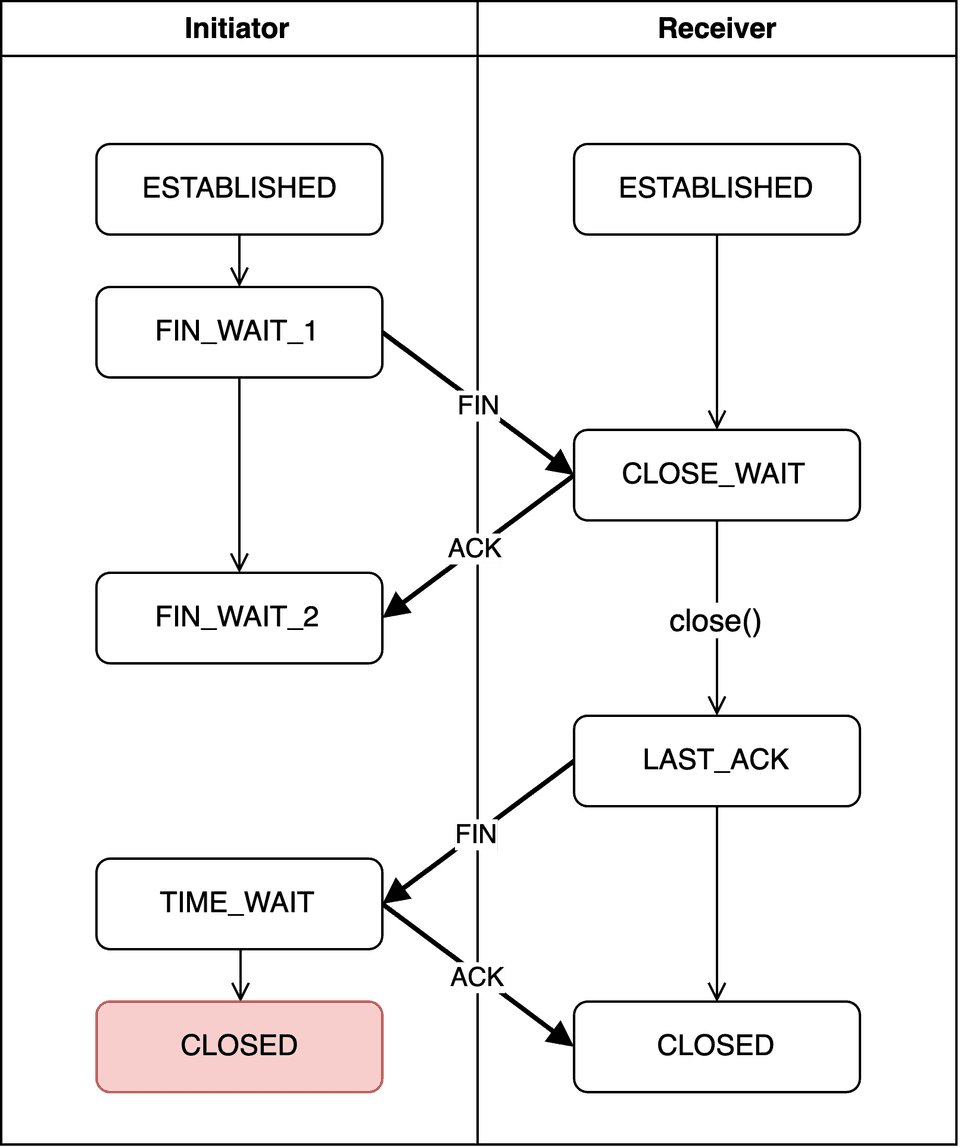 Initiator
Receiver
ESTABLISHED
ESTABLISHED
FIN_WAIT_1
FIN
CLOSE_WAIT
ACK
FIN_WAIT_2
close()
LAST_ACK
FIN
TIME_WAIT
ACK
CLOSED
CLOSED